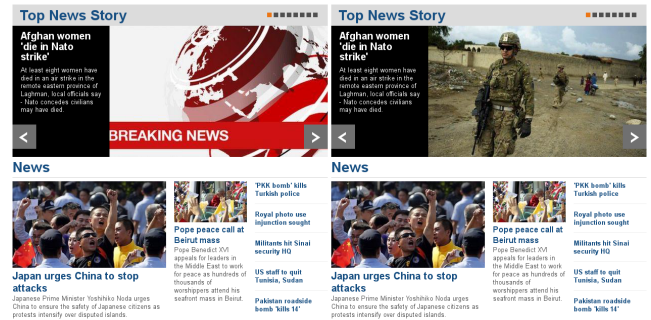 Top News Story
Afghan women
'die in Nato
strike'
At least eight women have
died in an air strike in the
remote eastern province of
Laghman, local officials say
- Nato concedes civilians
may have died.
BREAKING NEWS
News
Japan urges China to stop
attacks
Japanese Prime Minister Yoshihiko Noda urges
China to ensure the safety of Japanese citizens as
protests intensify over disputed islands.
Pope peace call at
Beirut mass
Pope Benedict XVI
appeals for leaders in
the Middle East to work
for peace as hundreds of
thousands of
worshippers attend his
seafront mass in Beirut.
'PKK bomb' kills
Turkish police
Royal photo use
injunction sought
Militants hit Sinai
security HQ
US staff to quit
Tunisia, Sudan
Pakistan roadside
bomb 'kills 14'
Top News Story
Afghan women
'die in Nato
strike'
At least eight women have
died in an air strike in the
remote eastern province of
Laghman, local officials say
- Nato concedes civilians
may have died.
News
Japan urges China to stop
attacks
Japanese Prime Minister Yoshihiko Noda urges
China to ensure the safety of Japanese citizens as
protests intensify over disputed islands.
Pope peace call at
Beirut mass
Pope Benedict XVI
appeals for leaders in
the Middle East to work
for peace as hundreds of
thousands of
worshippers attend his
seafront mass in Beirut.
'PKK bomb' kills
Turkish police
Royal photo use
injunction sought
Militants hit Sinai
security HQ
US staff to quit
Tunisia, Sudan
Pakistan roadside
bomb 'kills 14'